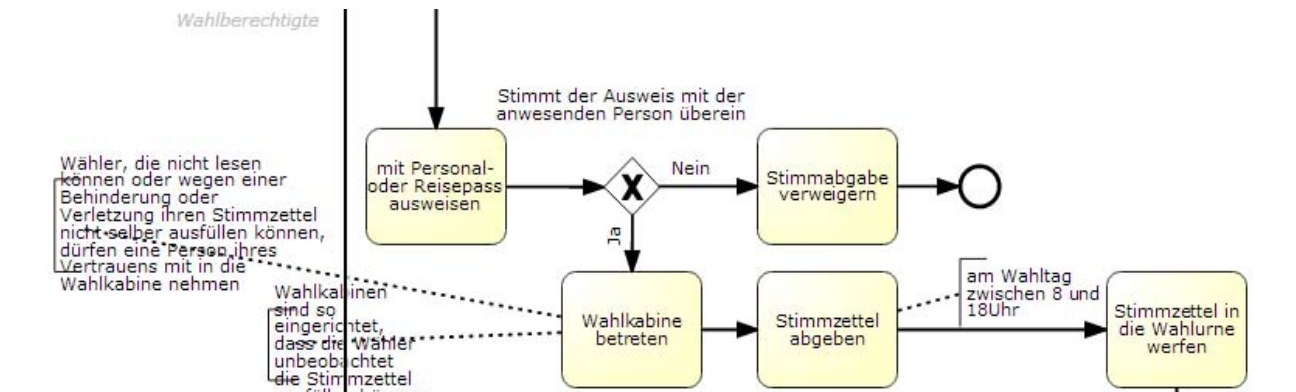 Wahlberechtigte
Stimmt der Ausweis mit der
anwesenden Person überein
mit Personal-
oder Reisepass
ausweisen
Nein
Stimmabgabe
verweigern
Ja
Wähler, die nicht lesen
können oder wegen einer
Behinderung oder
Verletzung ihren Stimmzettel
nicht selber ausfüllen können,
dürfen eine Person ihres
Vertrauens mit in die
Wahlkabine nehmen
Wahlkabinen
sind so
eingerichtet,
dass die Wähler
unbeobachtet
die Stimmzettel
Wahlkabine
betreten
Stimmzettel
abgeben
am Wahltag
zwischen 8 und
18Uhr
Stimmzettel in
die Wahlurne
werfen